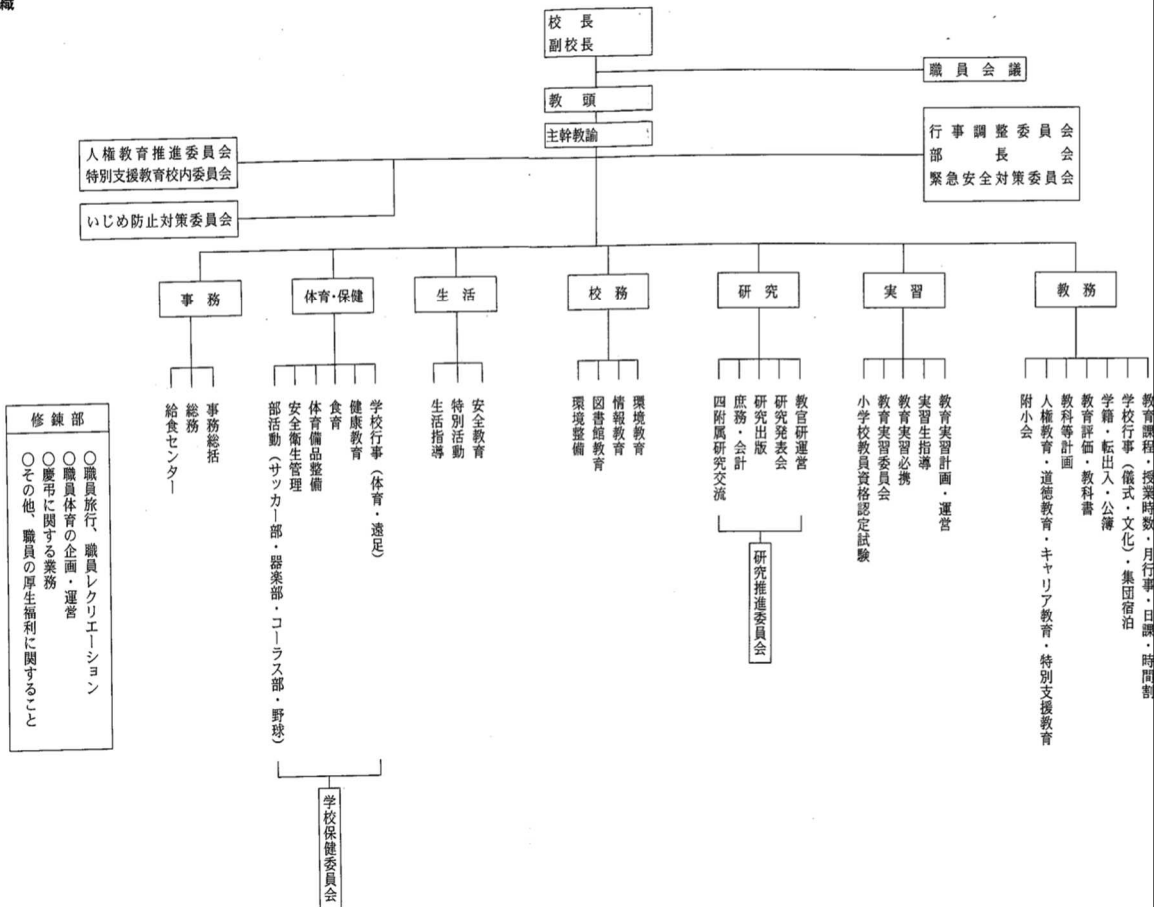 織
校長
副校長
職員会議
教頭
主幹教諭
行事調整委員会
部長会
緊急安全対策委員会
人権教育推進委員会
特別支援教育校内委員会
いじめ防止対策委員会
教務
教育課程・授業時数・月行事・日課・時間割
学校行事（儀式・文化）・集団宿泊
学籍・転出入・公簿
教育評価・教科書
教科等計画
人権教育・道徳教育・キャリア教育・特別支援教育
附小会
実習
教育実習計画・運営
実習生指導
教育実習必携
教育実習委員会
小学校教員資格認定試験
研究
教官研運営
研究発表会
研究出版
庶務・会計
四附属研究交流
研究推進委員会
校務
環境教育
情報教育
図書館教育
環境整備
生活
安全教育
特別活動
生活指導
体育・保健
学校行事（体育・遠足）
健康教育
食育
体育備品整備
安全衛生管理
部活動（サッカー部・器楽部・コーラス部・野球）
学校保健委員会
事務
事務総括
総務
給食センター
修錬部
○職員旅行、職員レクリエーション
○職員体育の企画・運営
○慶弔に関する業務
○その他、職員の厚生福利に関すること